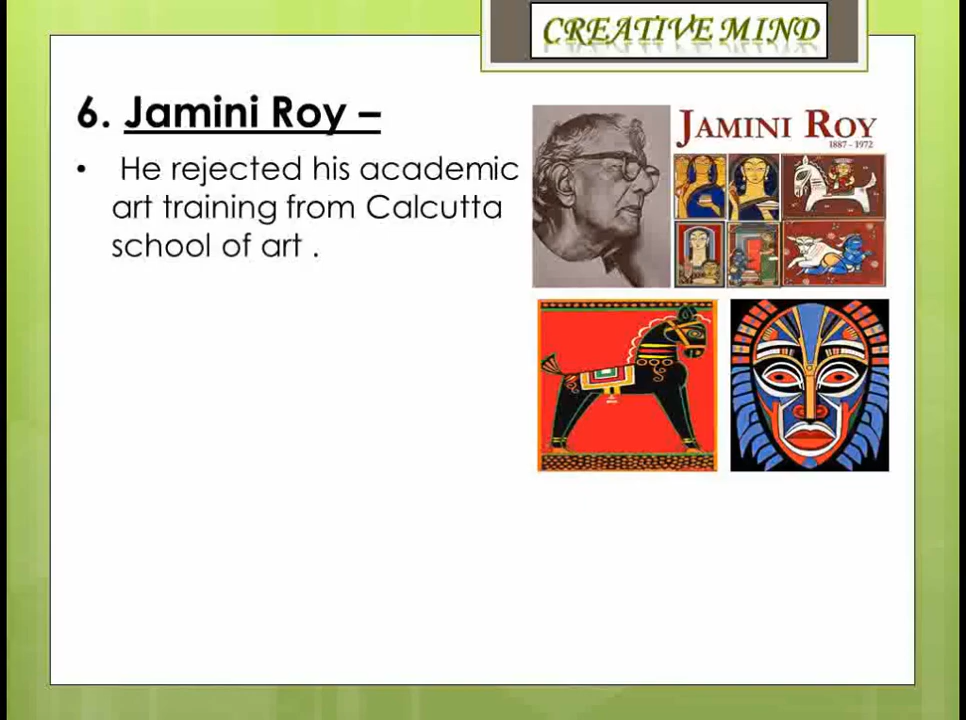 CREATIVE MIND
6. Jamini Roy –
• He rejected his academic
art training from Calcutta
school of art .
JAMINI ROY
1887 - 1972